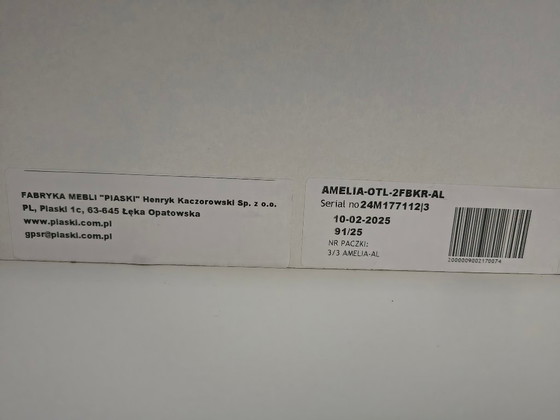 FABRYKA MEBLI "PIASKI" Henryk Kaczorowski Sp. z o.o.
PL, Piaski 1c, 63-645 Łęka Opatowska
www.piaski.com.pl
gpsr@piaski.com.pl
AMELIA-OTL-2FBKR-AL
Serial no 24M177112|3
10-02-2025
91/25
NR PACZKI:
3/3 AMELIA-AL
2000009002170074